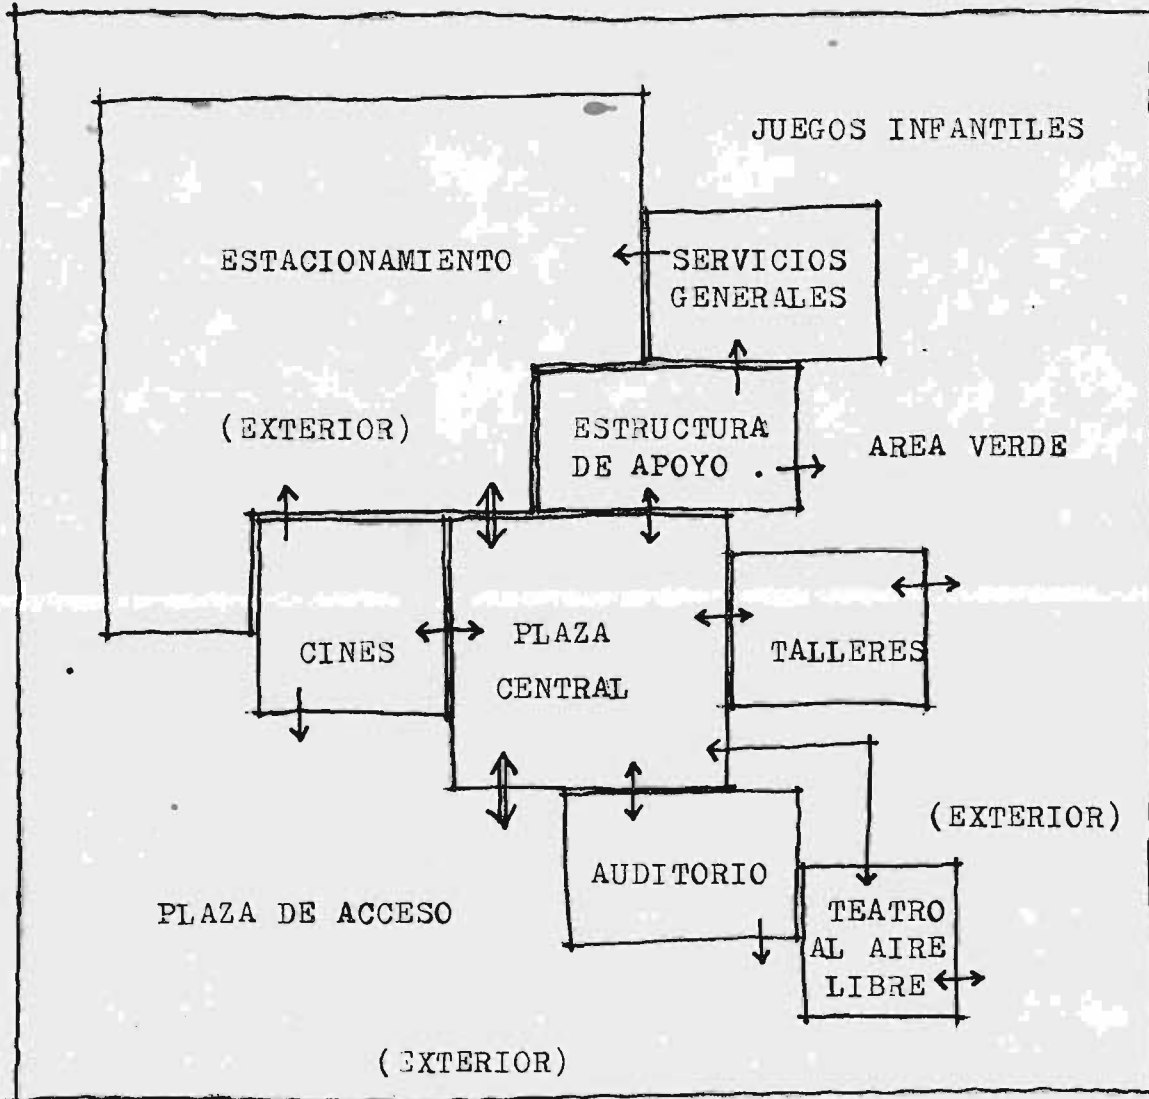 JUEGOS INFANTILES
ESTACIONAMIENTO
SERVICIOS
GENERALES
(EXTERIOR)
ESTRUCTURA
DE APOYO
AREA VERDE
CINES
PLAZA
CENTRAL
TALLERES
(EXTERIOR)
AUDITORIO
PLAZA DE ACCESO
TEATRO
AL AIRE
LIBRE
(EXTERIOR)